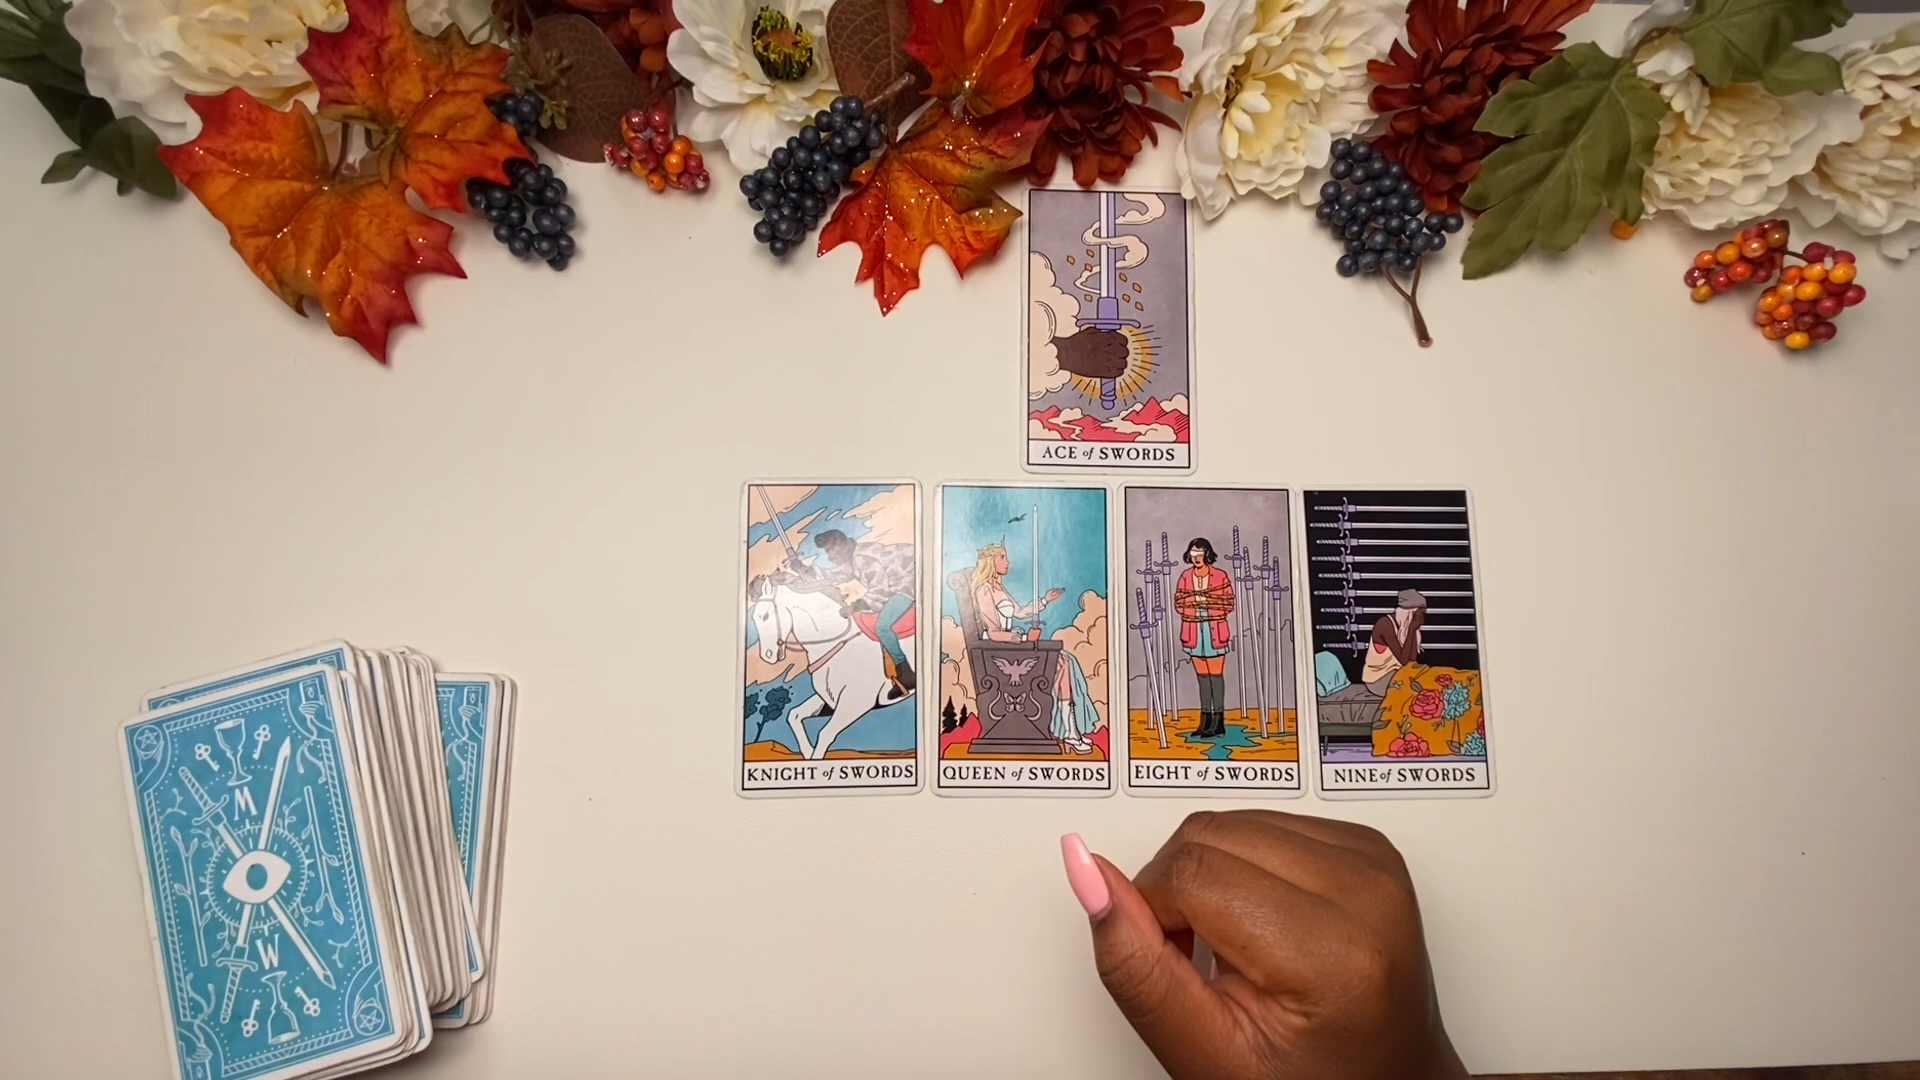 ACE of SWORDS
KNIGHT of SWORDS
QUEEN of SWORDS
EIGHT of SWORDS
NINE of SWORDS
M
W